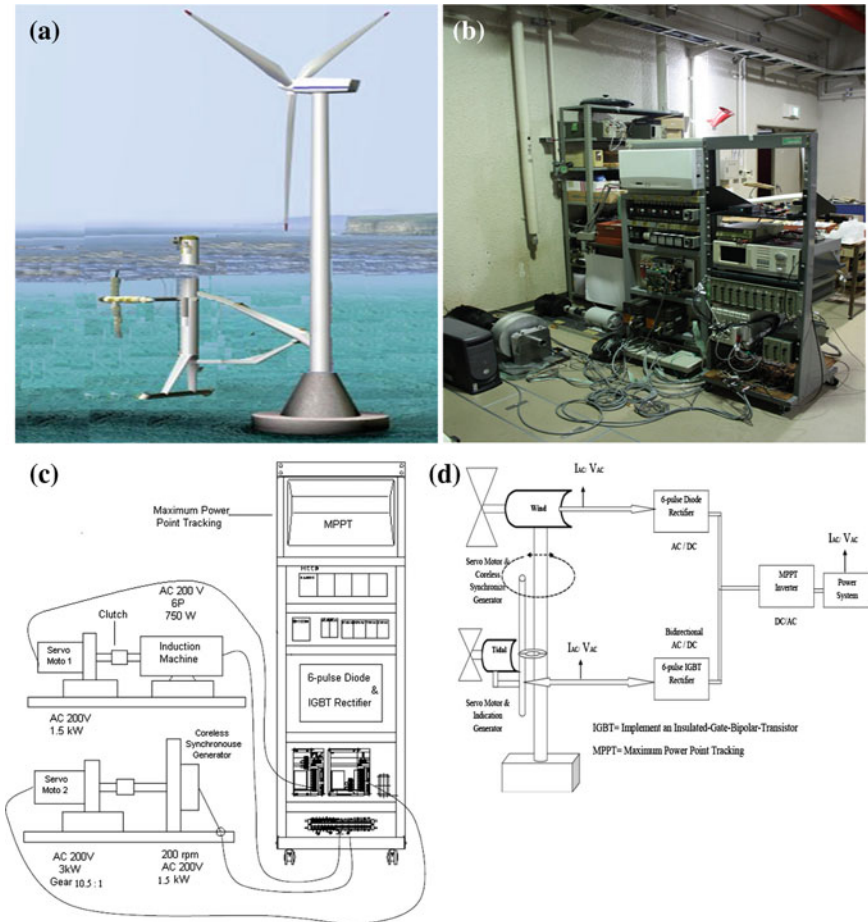 (a)
(b)
(c)
Maximum Power
Point Tracking
MPPT
AC 200 V
6P
750 W
Clutch
Servo
Moto 1
Induction
Machine
AC 200V
1.5 kW
6-pulse Diode
&
IGBT Rectifier
Coreless
Synchronouse
Generator
Servo
Moto 2
AC 200V
3kW
Gear 10.5 : 1
200 rpm
AC 200V
1.5 kW
(d)
IAC/ VAC
Wind
6-pulse Diode
Rectifier
AC / DC
IAC/ VAC
Servo Motor &
Coreless
Synchronize
Generator
MPPT
Inverter
Power
System
DC/AC
Bidirectional
AC / DC
Tidal
IAC/ VAC
6-pulse IGBT
Rectifier
Servo Motor &
Indication
Generator
IGBT= Implement an Insulated-Gate-Bipolar-Transistor
MPPT= Maximum Power Point Tracking